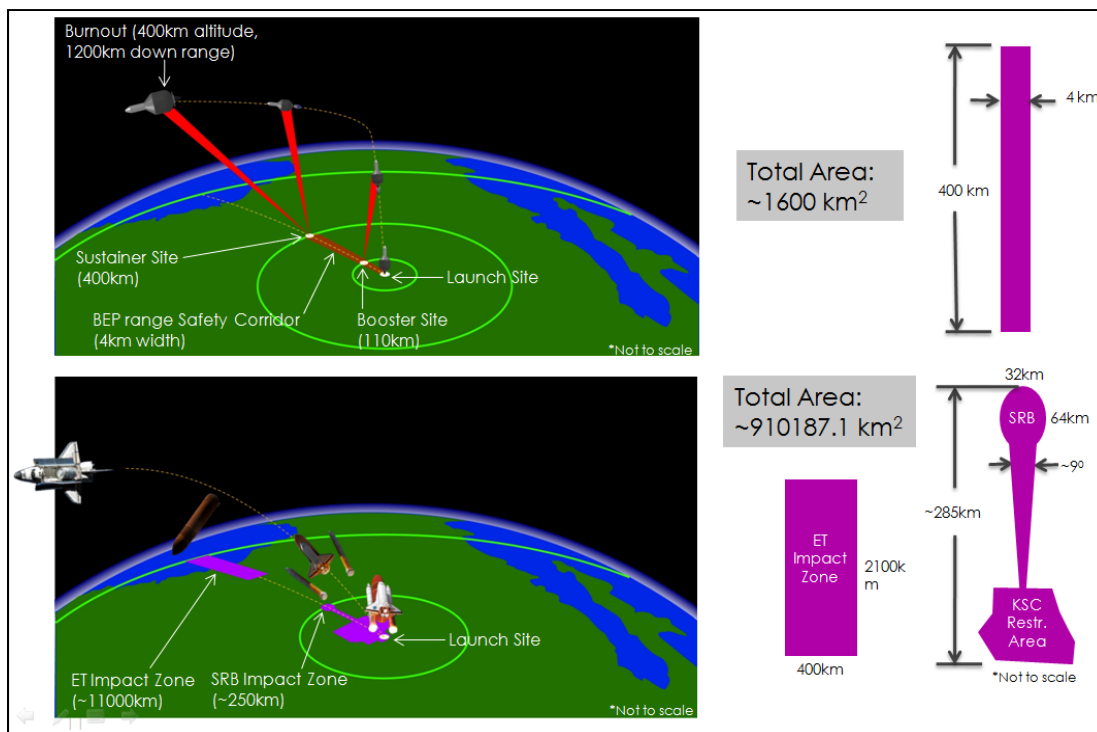 Burnout (400km altitude,
1200km down range)
Sustainer Site
(400km)
Launch Site
BEP range Safety Corridor
(4km width)
Booster Site
(110km)
*Not to scale
Total Area:
~1600 km²
400 km
4 km
Total Area:
~910187.1 km²
ET
Impact
Zone
2100k
m
400km
32km
SRB
64km
~9⁰
~285km
KSC
Restr.
Area
*Not to scale
Launch Site
ET Impact Zone
(~11000km)
SRB Impact Zone
(~250km)
*Not to scale